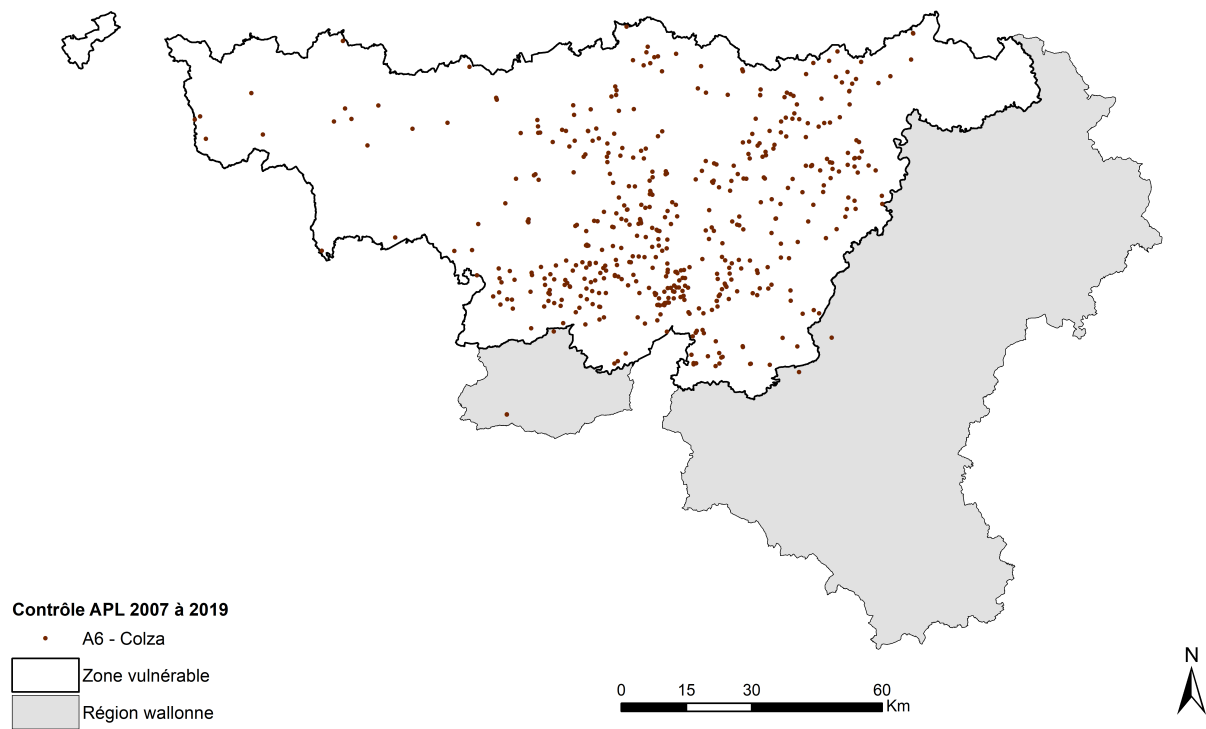 Contrôle APL 2007 à 2019
A6 - Colza
Zone vulnérable
Région wallonne
0 15 30 60
Km
N